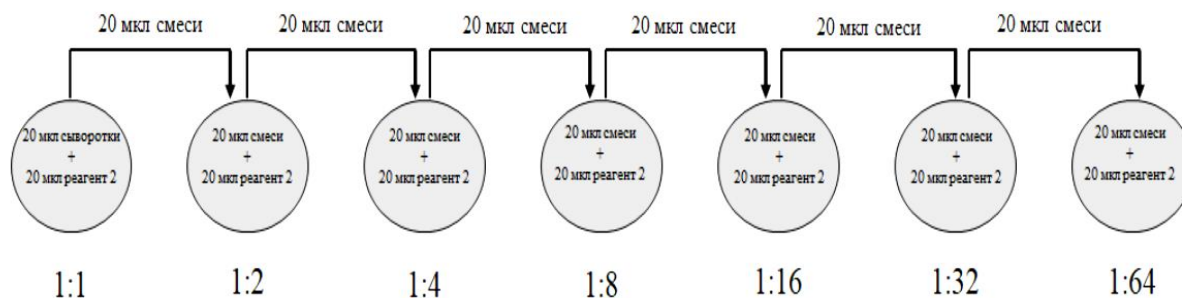 20 мкл смеси
20 мкл смеси
20 мкл смеси
20 мкл смеси
20 мкл смеси
20 мкл смеси
20 мкл сыворотки
+
20 мкл реагент 2
20 мкл смеси
+
20 мкл реагент 2
20 мкл смеси
+
20 мкл реагент 2
20 мкл смеси
+
20 мкл реагент 2
20 мкл смеси
+
20 мкл реагент 2
20 мкл смеси
+
20 мкл реагент 2
20 мкл смеси
+
20 мкл реагент 2
1:1
1:2
1:4
1:8
1:16
1:32
1:64